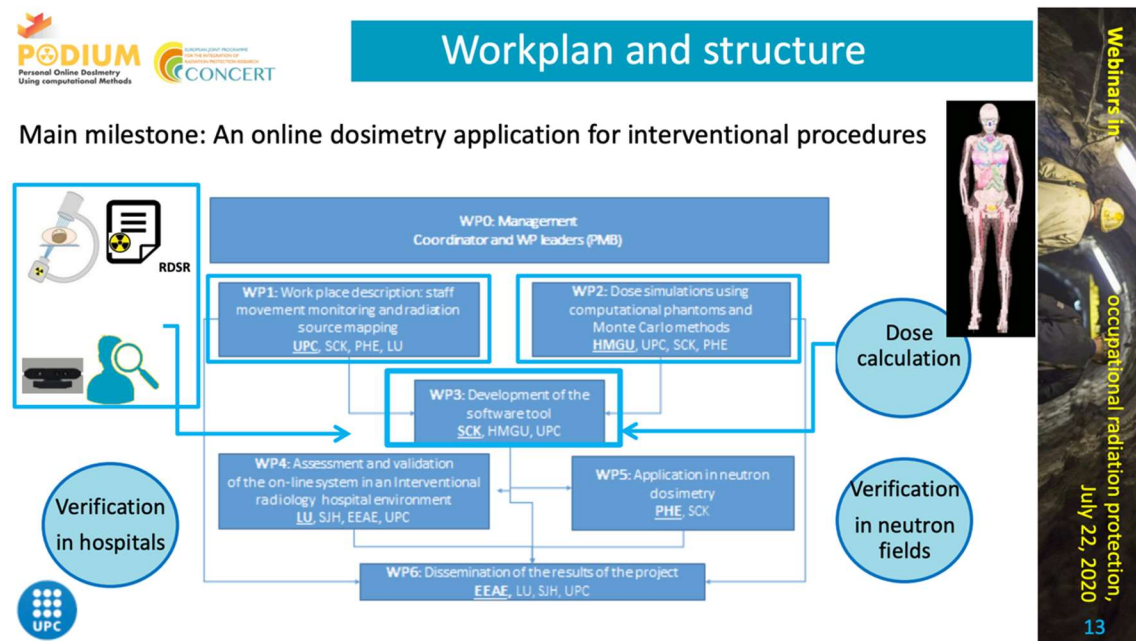 PODIUM
Personal Online DosImetry
Using computational Methods
EUROPEAN JOINT PROGRAMME
FOR THE INTEGRATION OF
RADIATION PROTECTION RESEARCH
CONCERT
Workplan and structure
Main milestone: An online dosimetry application for interventional procedures
RDSR
WP0: Management
Coordinator and WP leaders (PMB)
WP1: Work place description: staff
movement monitoring and radiation
source mapping
UPC, SCK, PHE, LU
WP2: Dose simulations using
computational phantoms and
Monte Carlo methods
HMGU, UPC, SCK, PHE
Dose
calculation
WP3: Development of the
software tool
SCK, HMGU, UPC
WP4: Assessment and validation
of the on-line system in an Interventional
radiology hospital environment
LU, SJH, EEAE, UPC
WP5: Application in neutron
dosimetry
PHE, SCK
Verification
in hospitals
Verification
in neutron
fields
WP6: Dissemination of the results of the project
EEAE, LU, SJH, UPC
UPC
Webinars in
occupational radiation protection,
July 22, 2020
13